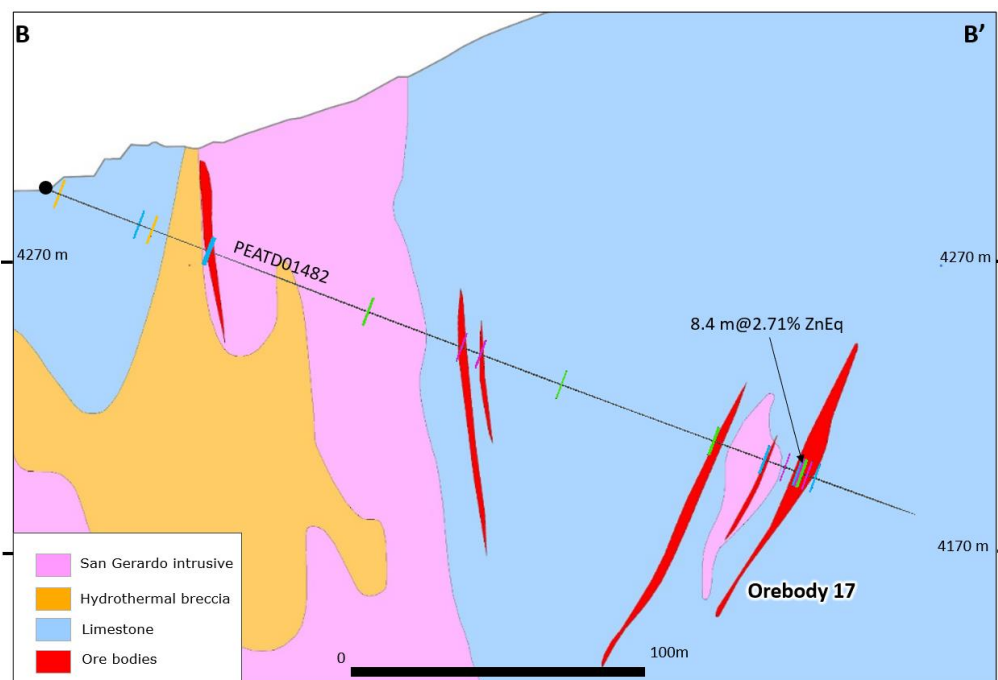 B
B'
PEATD01482
4270 m
4270 m
8.4 m@2.71% ZnEq
4170 m
San Gerardo intrusive
Hydrothermal breccia
Orebody 17
Limestone
Ore bodies
0
100m